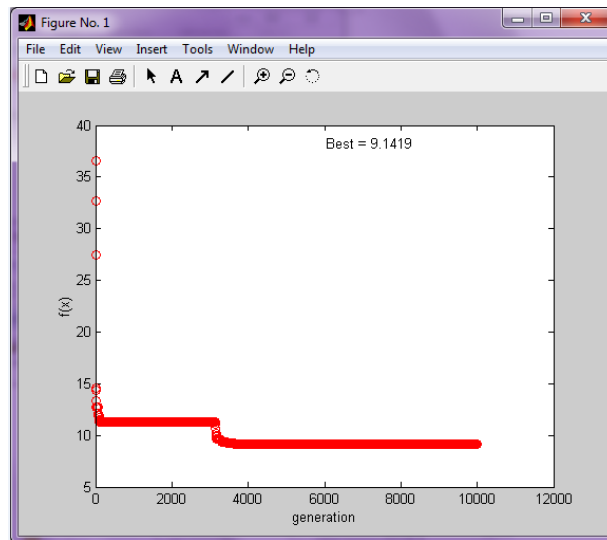 Figure No. 1
File Edit View Insert Tools Window Help
A
Best = 9.1419
40
35
30
25
20
15
10
5
f(x)
0 2000 4000 6000 8000 10000 12000
generation